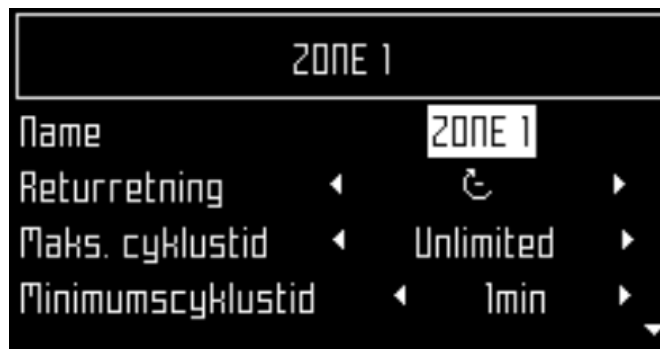 ZONE 1
Name ZONE 1
Returretning
Maks. cyklustid Unlimited
Minimumscyklustid 1min